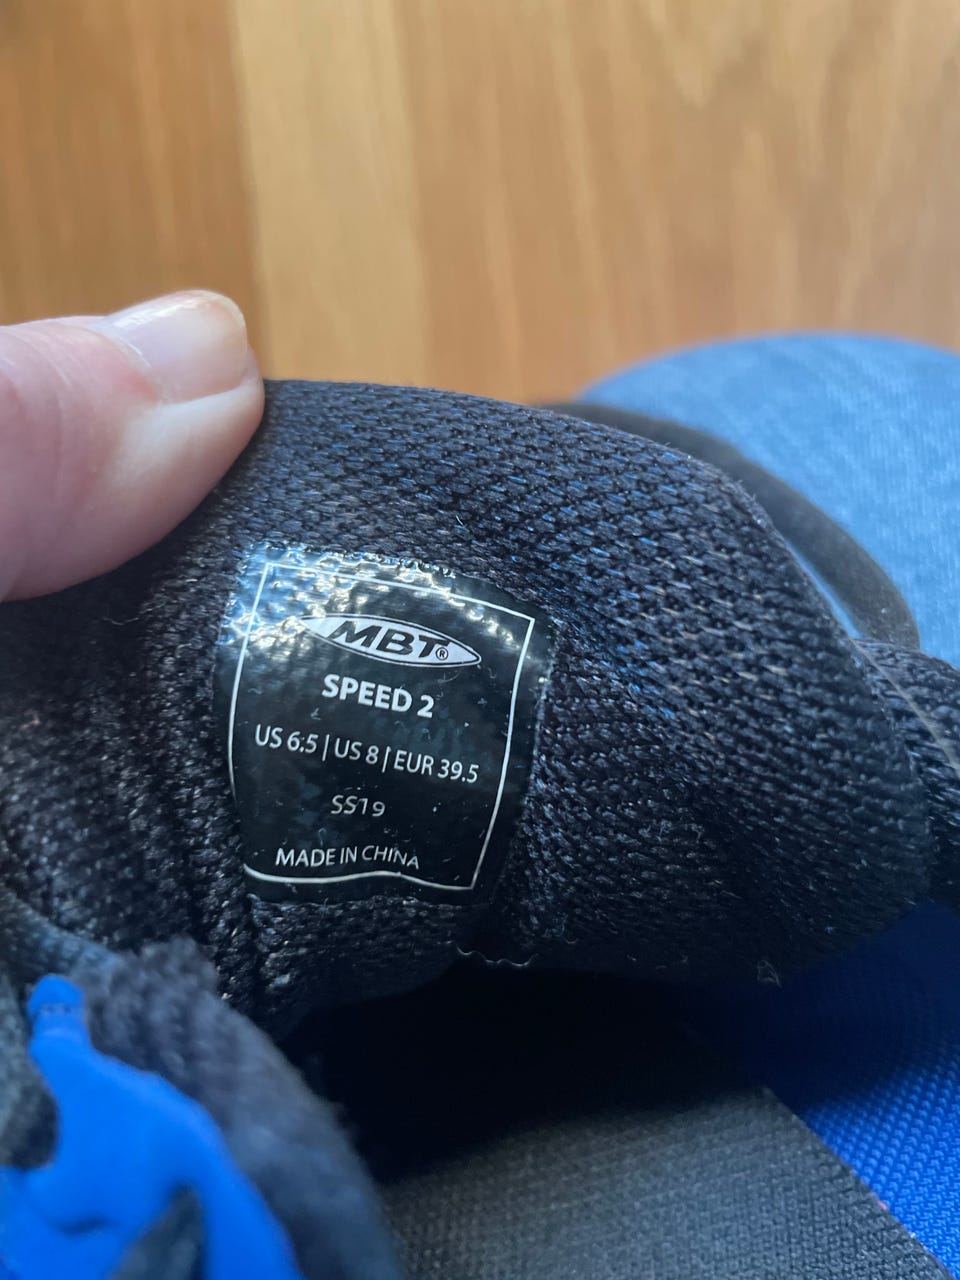 MBT®
SPEED 2
US 6.5 | US 8 | EUR 39.5
SS19
MADE IN CHINA